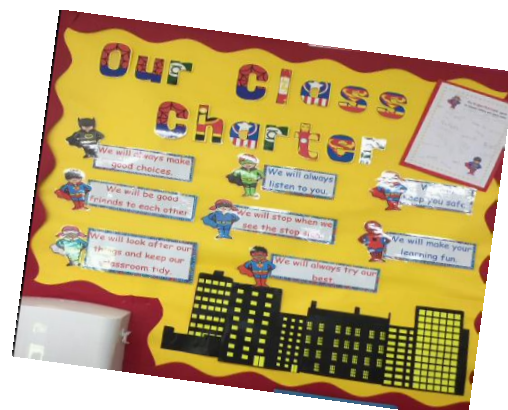 Our Class
Charter
We will always make
good choices.
We will always
listen to you.
We
keep you safe.
We will be good
friends to each other
We will stop when we
see the stop
We will make your
learning fun.
We will look after our
things and keep our
classroom tidy.
We will always try our
best